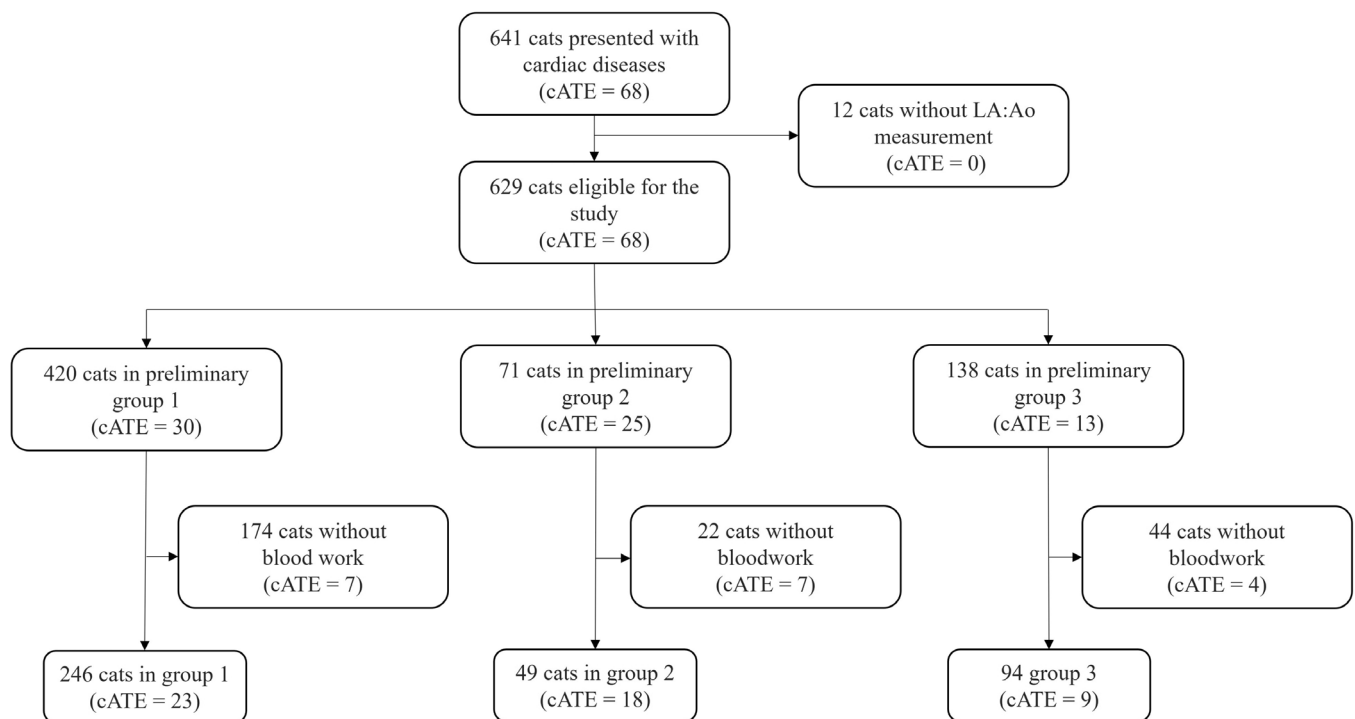 641 cats presented with
cardiac diseases
(cATE = 68)
12 cats without LA:Ao
measurement
(cATE = 0)
629 cats eligible for the
study
(cATE = 68)
420 cats in preliminary
group 1
(cATE = 30)
71 cats in preliminary
group 2
(cATE = 25)
138 cats in preliminary
group 3
(cATE = 13)
174 cats without
blood work
(cATE = 7)
22 cats without
bloodwork
(cATE = 7)
44 cats without
bloodwork
(cATE = 4)
246 cats in group 1
(cATE = 23)
49 cats in group 2
(cATE = 18)
94 group 3
(cATE = 9)